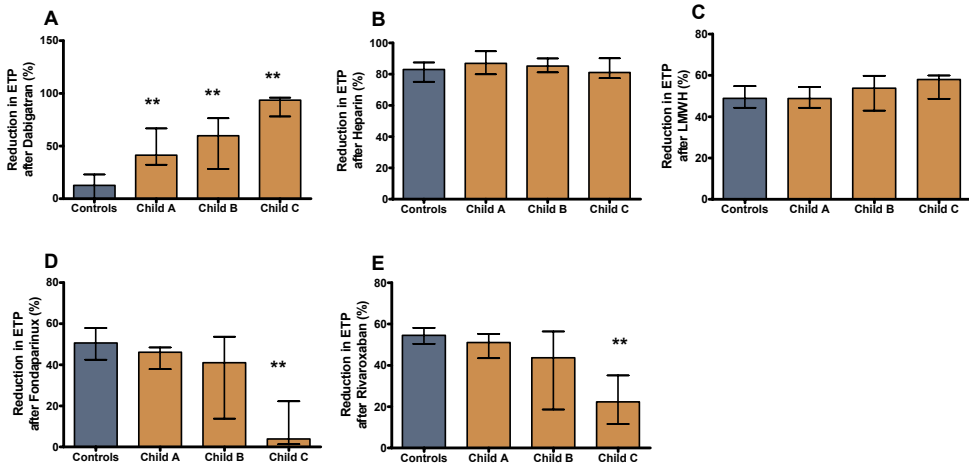 A
Reduction in ETP
after Dabigatran (%)
150
100
50
0
**
**
**
Controls
Child A
Child B
Child C
B
Reduction in ETP
after Heparin (%)
100
80
60
40
20
0
Controls
Child A
Child B
Child C
C
Reduction in ETP
after LMWH (%)
80
60
40
20
0
Controls
Child A
Child B
Child C
D
Reduction in ETP
after Fondaparinux (%)
80
60
40
20
0
**
Controls
Child A
Child B
Child C
E
Reduction in ETP
after Rivaroxaban (%)
80
60
40
20
0
**
Controls
Child A
Child B
Child C